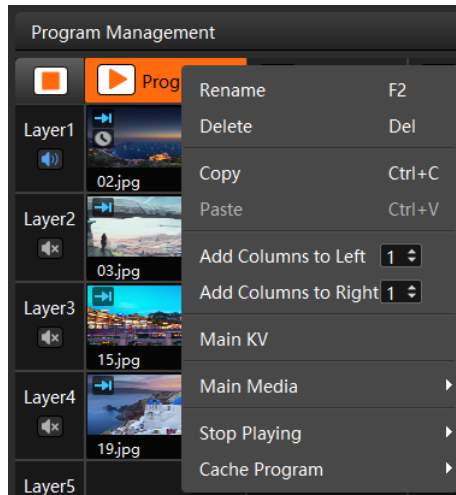 Program Management
Prog
Rename F2
Delete Del
Layer1
02.jpg
Copy Ctrl+C
Paste Ctrl+V
Layer2
03.jpg
Add Columns to Left 1
Add Columns to Right 1
Layer3
15.jpg
Main KV
Main Media
Layer4
19.jpg
Stop Playing
Cache Program
Layer5